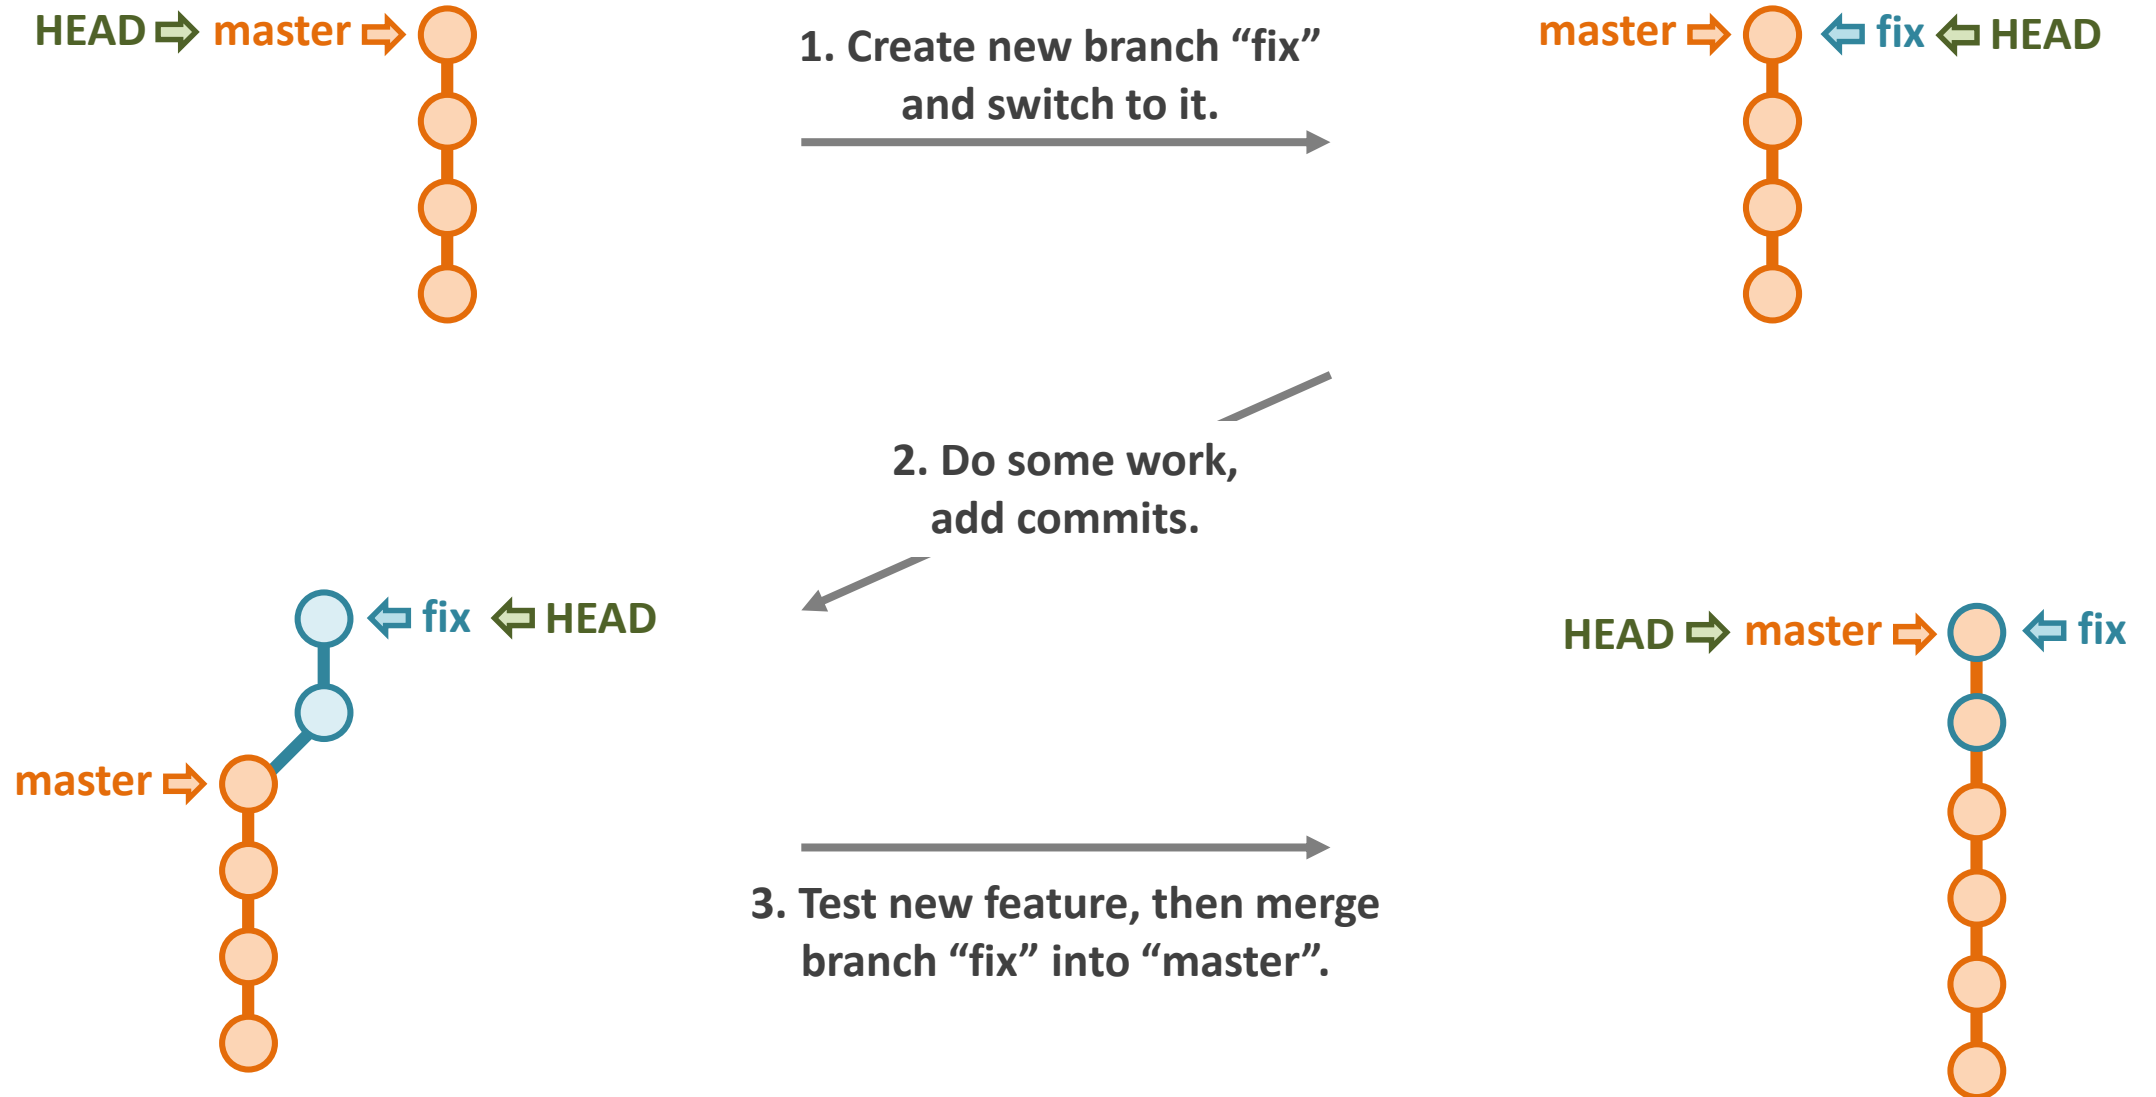 HEAD master
1. Create new branch “fix”
and switch to it.
master fix HEAD
2. Do some work,
add commits.
fix HEAD
master
HEAD master fix
3. Test new feature, then merge
branch “fix” into “master”.